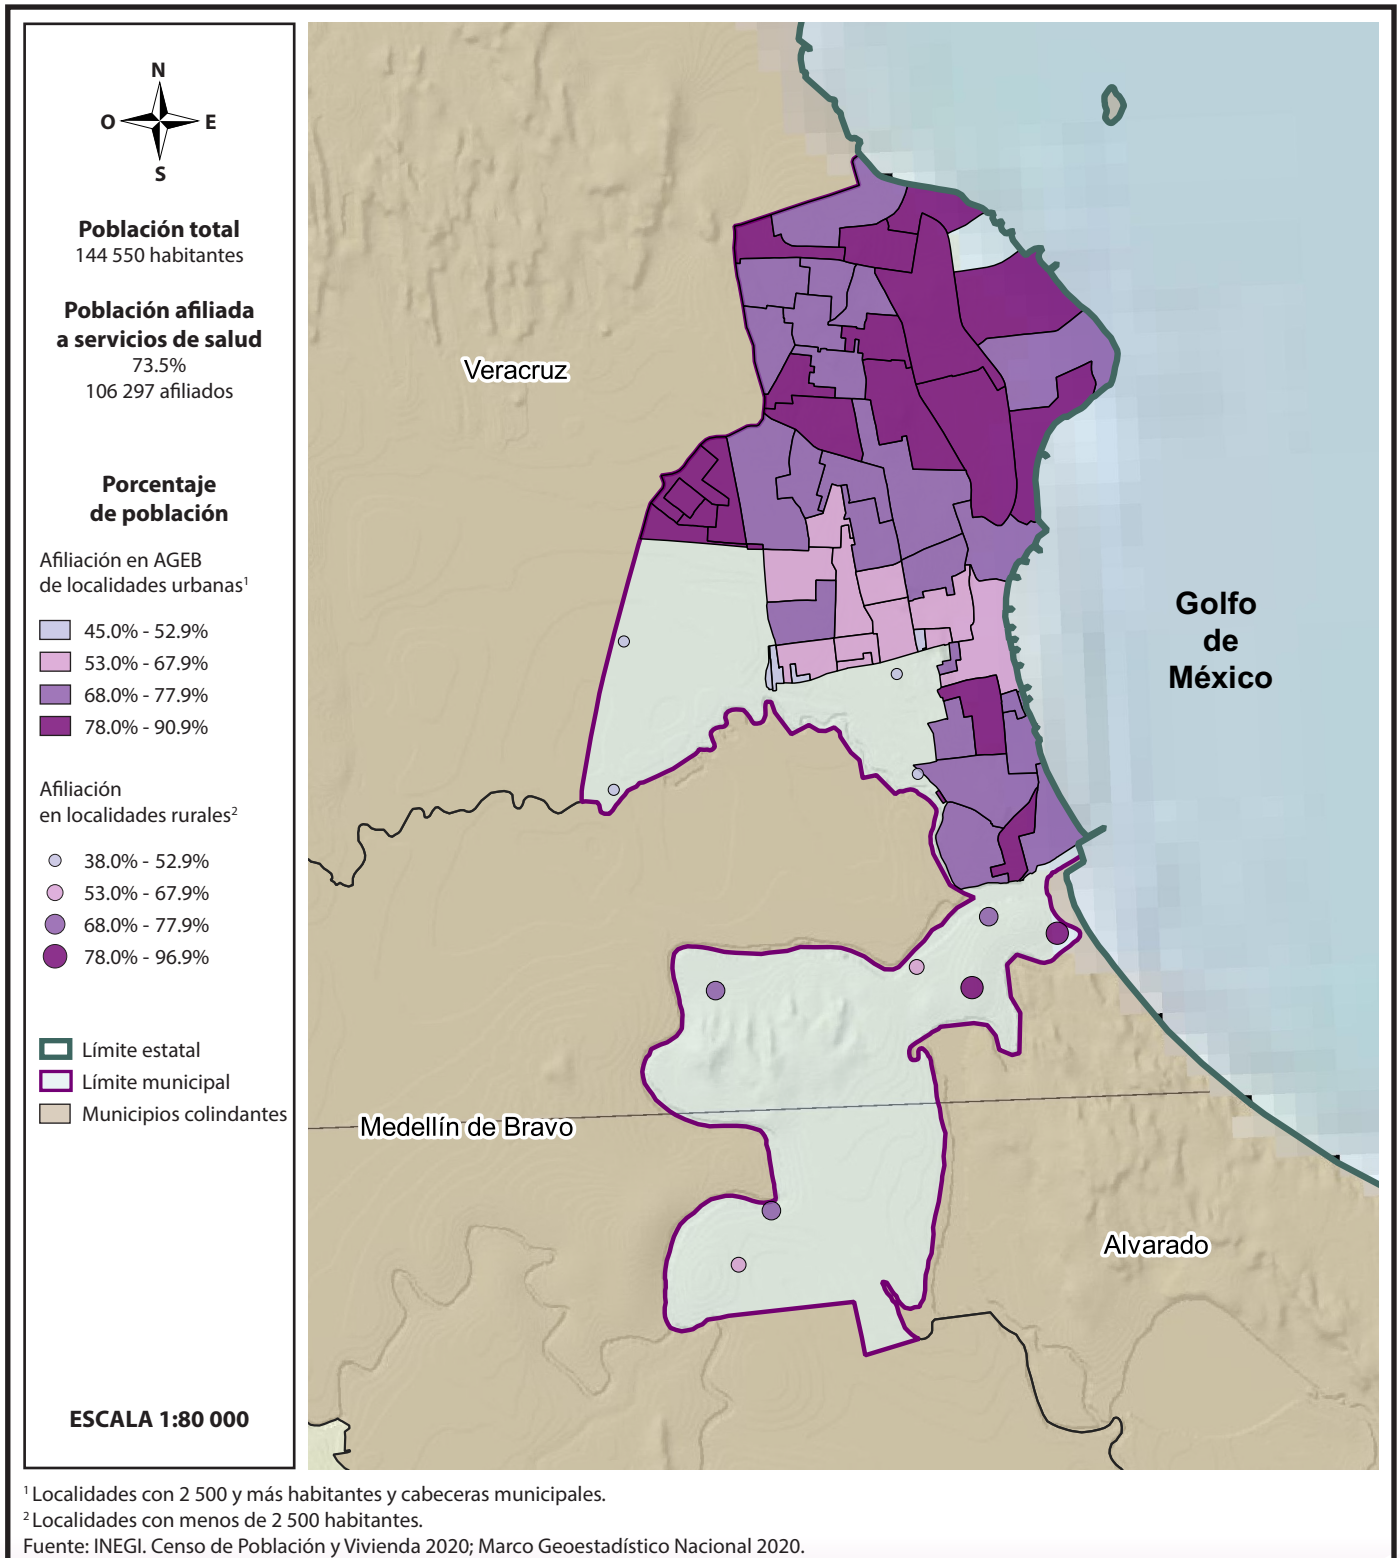 N
O E
S
Población total
144 550 habitantes
Población afiliada
a servicios de salud
73.5%
106 297 afiliados
Porcentaje
de población
Afiliación en AGEB
de localidades urbanas¹
45.0% - 52.9%
53.0% - 67.9%
68.0% - 77.9%
78.0% - 90.9%
Afiliación
en localidades rurales²
38.0% - 52.9%
53.0% - 67.9%
68.0% - 77.9%
78.0% - 96.9%
Límite estatal
Límite municipal
Municipios colindantes
ESCALA 1:80 000
Veracruz
Golfo
de
México
Medellín de Bravo
Alvarado
¹ Localidades con 2 500 y más habitantes y cabeceras municipales.
² Localidades con menos de 2 500 habitantes.
Fuente: INEGI. Censo de Población y Vivienda 2020; Marco Geoestadístico Nacional 2020.